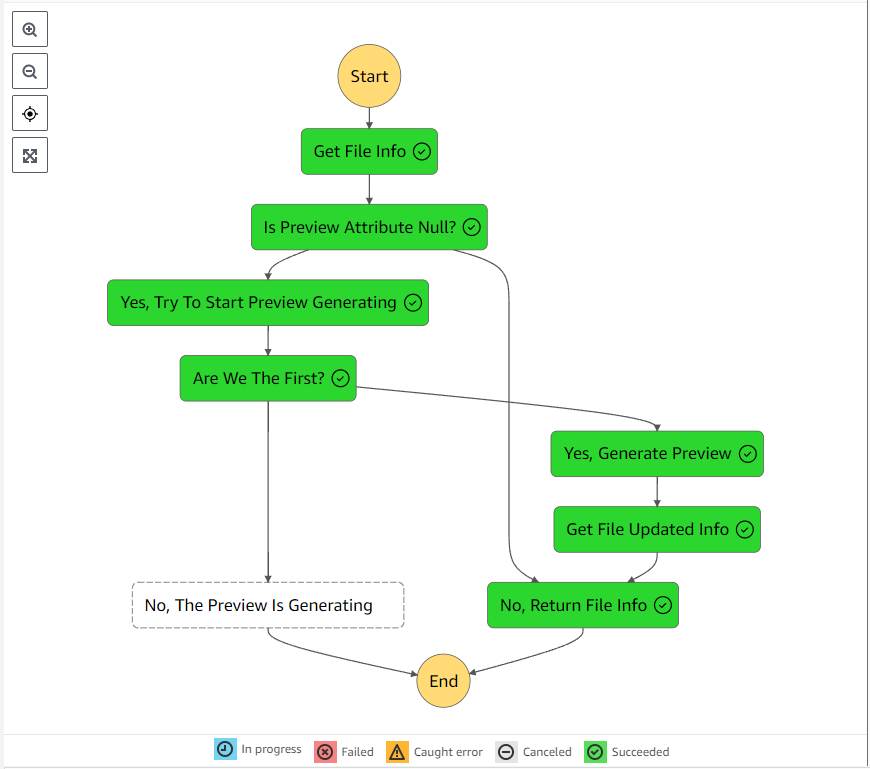 Start
Get File Info
Is Preview Attribute Null?
Yes, Try To Start Preview Generating
Are We The First?
Yes, Generate Preview
Get File Updated Info
No, The Preview Is Generating
No, Return File Info
End
In progress
Failed
Caught error
Canceled
Succeeded